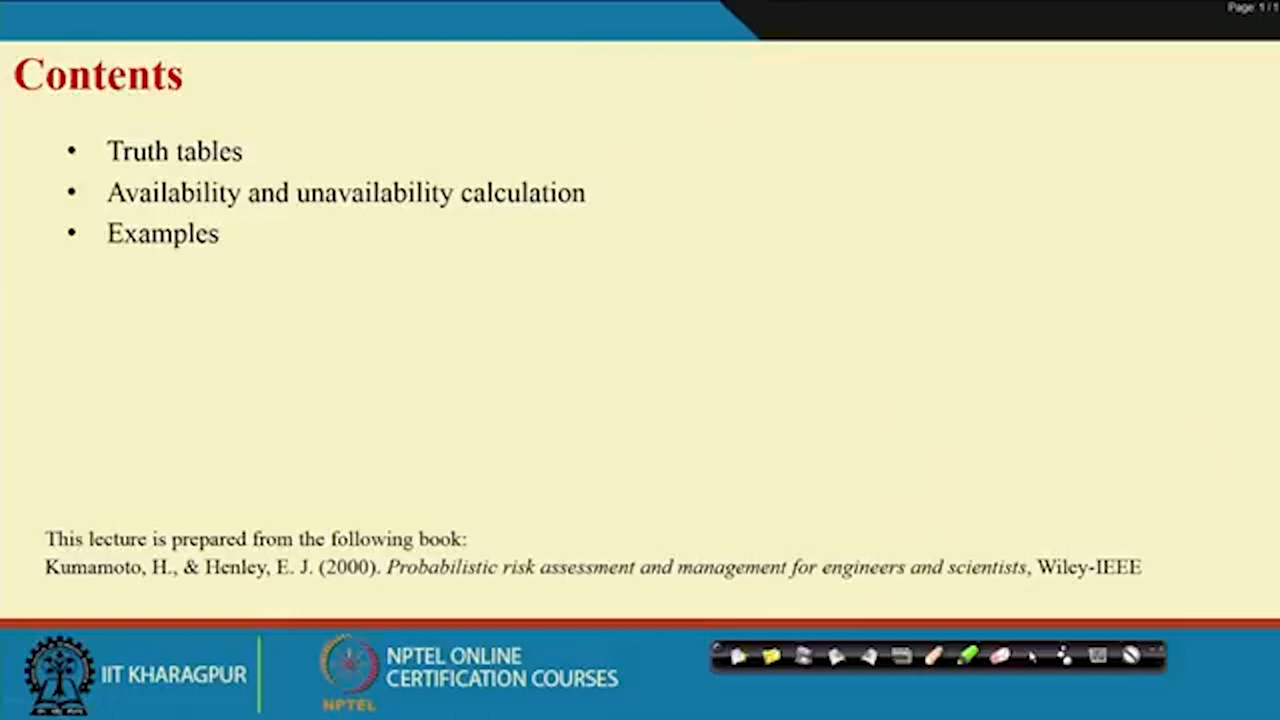 Page: 1 / 1
Contents
• Truth tables
• Availability and unavailability calculation
• Examples
This lecture is prepared from the following book:
Kumamoto, H., & Henley, E. J. (2000). Probabilistic risk assessment and management for engineers and scientists, Wiley-IEEE
IIT KHARAGPUR
NPTEL
NPTEL ONLINE
CERTIFICATION COURSES